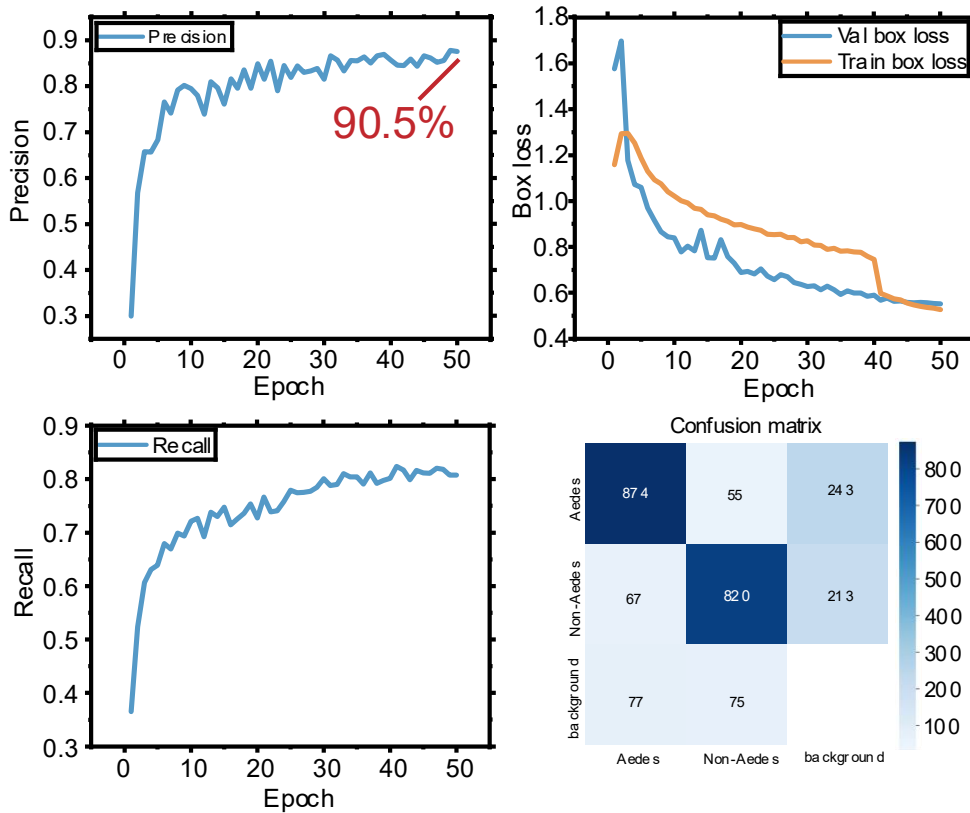 Precision
0.9
0.8
0.7
0.6
0.5
0.4
0.3
Precision
90.5%
0 10 20 30 40 50
Epoch
1.8
1.6
1.4
1.2
1.0
0.8
0.6
0.4
Box loss
Val box loss
Train box loss
0 10 20 30 40 50
Epoch
0.9
0.8
0.7
0.6
0.5
0.4
0.3
Recall
Recall
0 10 20 30 40 50
Epoch
Confusion matrix
Aedes
874 55 243
Non-Aedes
67 820 213
background
77 75
Aedes Non-Aedes background
800
700
600
500
400
300
200
100